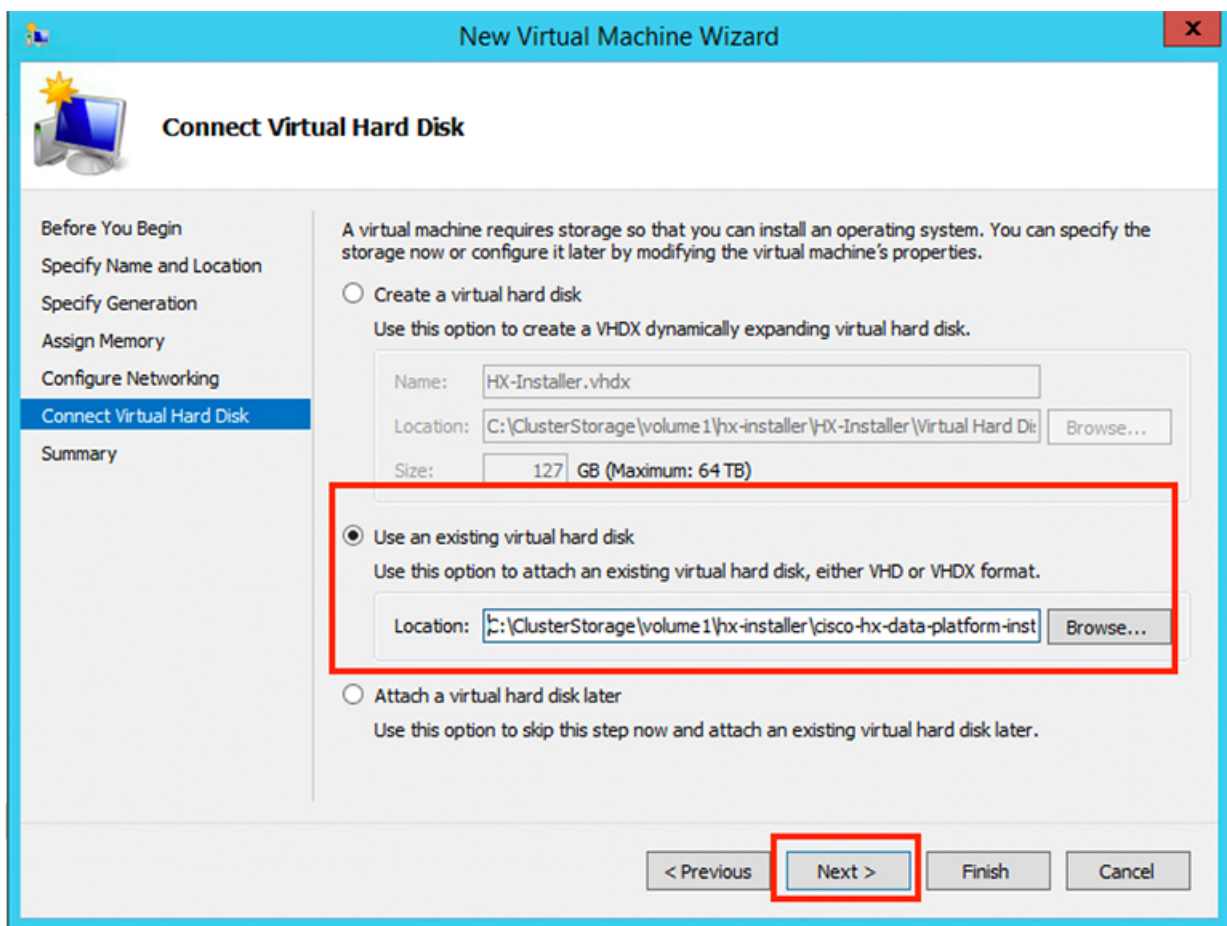 New Virtual Machine Wizard
x
Connect Virtual Hard Disk
Before You Begin
Specify Name and Location
Specify Generation
Assign Memory
Configure Networking
Connect Virtual Hard Disk
Summary
A virtual machine requires storage so that you can install an operating system. You can specify the
storage now or configure it later by modifying the virtual machine's properties.
Create a virtual hard disk
Use this option to create a VHDX dynamically expanding virtual hard disk.
Name: HX-Installer.vhdx
Location: C:\ClusterStorage\volume1\hx-installer\HX-Installer\Virtual Hard Di Browse...
Size: 127 GB (Maximum: 64 TB)
Use an existing virtual hard disk
Use this option to attach an existing virtual hard disk, either VHD or VHDX format.
Location: C:\ClusterStorage\volume1\hx-installer\cisco-hx-data-platform-inst Browse...
Attach a virtual hard disk later
Use this option to skip this step now and attach an existing virtual hard disk later.
< Previous Next > Finish Cancel